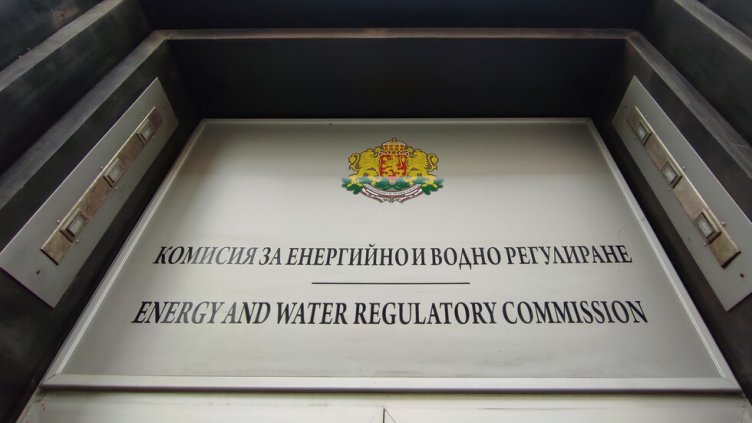 КОМИСИЯ ЗА ЕНЕРГИЙНО И ВОДНО РЕГУЛИРАНЕ
ENERGY AND WATER REGULATORY COMMISSION